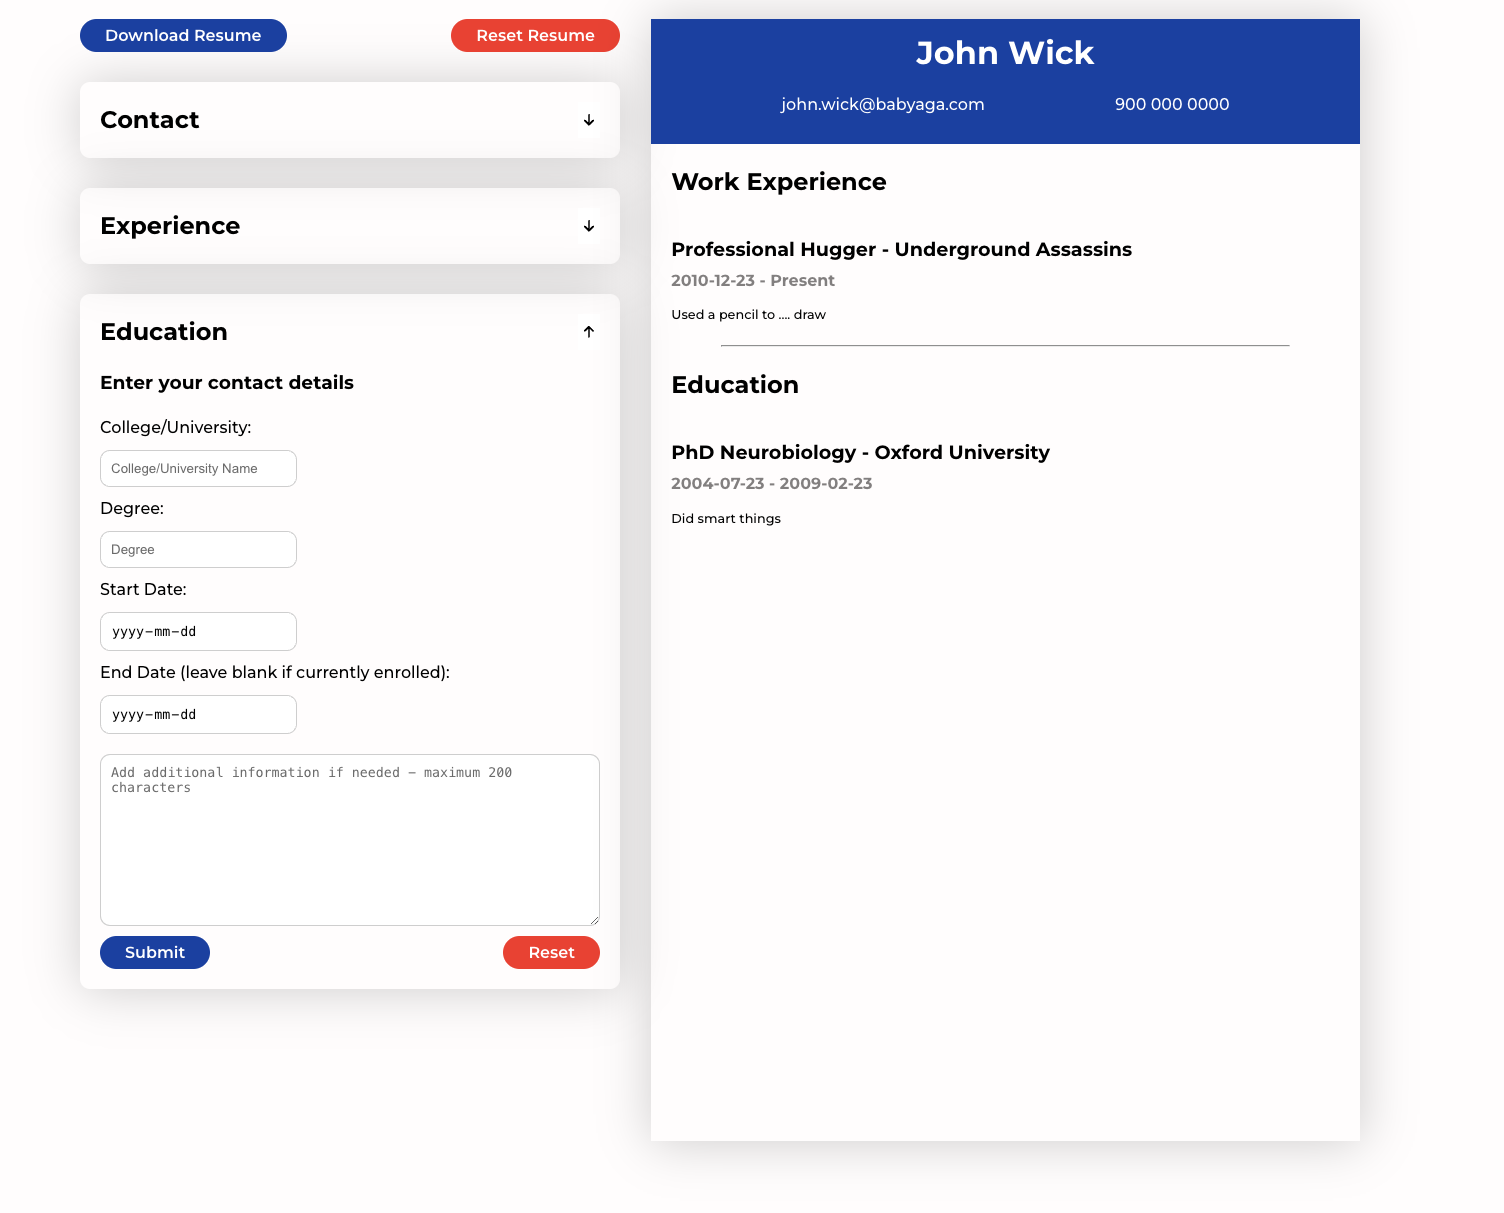 Download Resume
Reset Resume
Contact
Experience
Education
Enter your contact details
College/University:
College/University Name
Degree:
Degree
Start Date:
yyyy-mm-dd
End Date (leave blank if currently enrolled):
yyyy-mm-dd
Add additional information if needed - maximum 200
characters
Submit
Reset
John Wick
john.wick@babyaga.com
900 000 0000
Work Experience
Professional Hugger - Underground Assassins
2010-12-23 - Present
Used a pencil to .... draw
Education
PhD Neurobiology - Oxford University
2004-07-23 - 2009-02-23
Did smart things